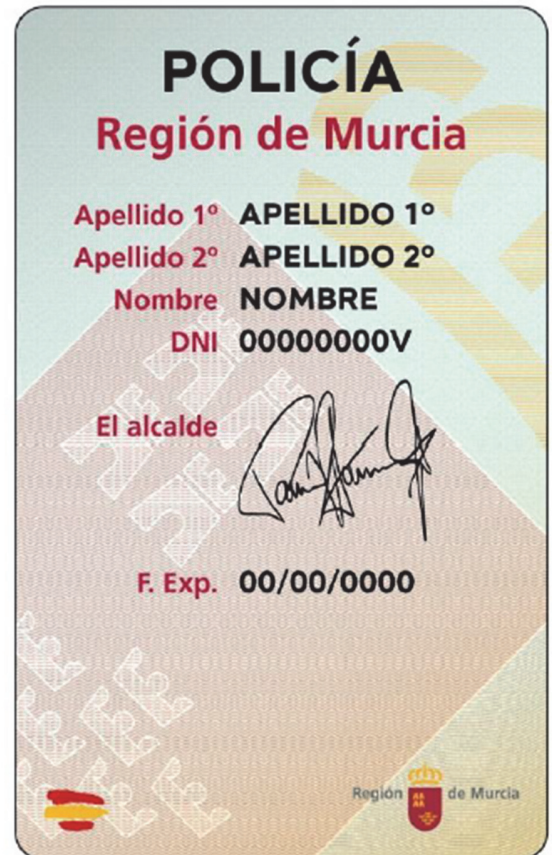 POLICÍA
Región de Murcia
Apellido 1º APELLIDO 1º
Apellido 2º APELLIDO 2º
Nombre NOMBRE
DNI 00000000V
El alcalde
F. Exp. 00/00/0000
Región de Murcia